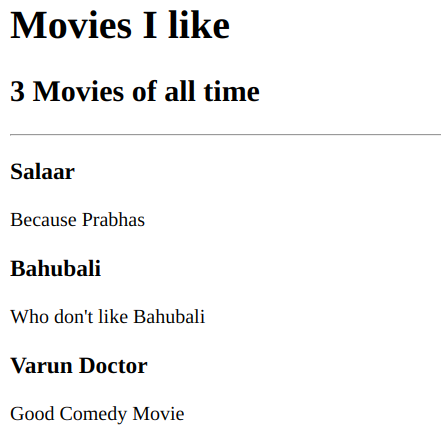 Movies I like
3 Movies of all time
Salaar
Because Prabhas
Bahubali
Who don't like Bahubali
Varun Doctor
Good Comedy Movie